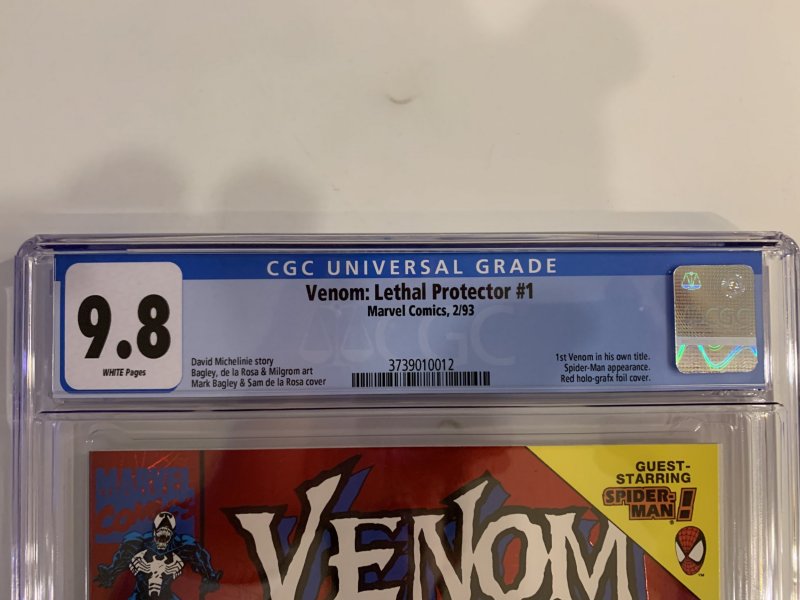 CGC UNIVERSAL GRADE
9.8
WHITE Pages
Venom: Lethal Protector #1
Marvel Comics, 2/93
David Michelinie story
Bagley, de la Rosa & Milgrom art
Mark Bagley & Sam de la Rosa cover
3739010012
1st Venom in his own title.
Spider-Man appearance.
Red holo-grafx foil cover.
CGC
CGC
MARVEL
COMICS
VENOM
GUEST-
STARRING
SPIDER-
MAN!
®
TM